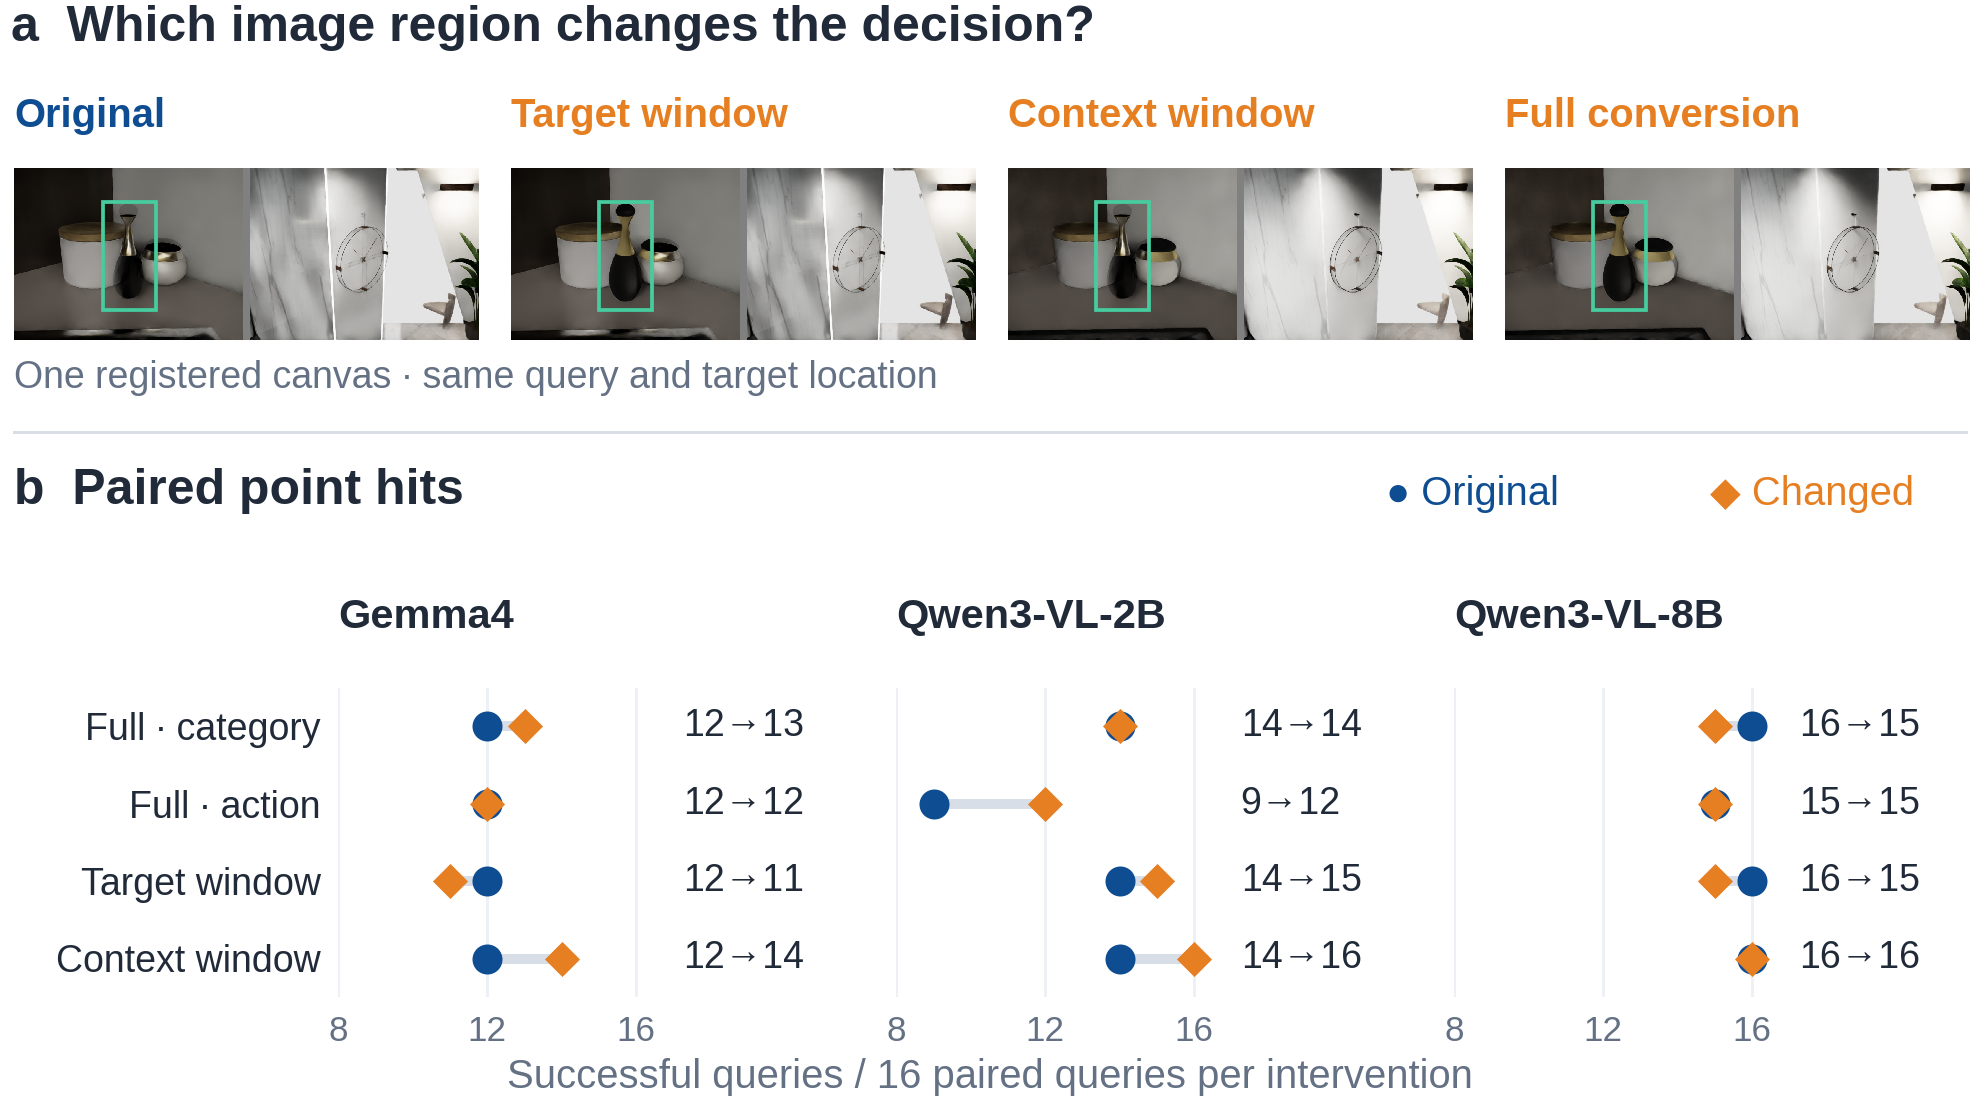 a Which image region changes the decision?
Original Target window Context window Full conversion
One registered canvas · same query and target location
b Paired point hits
Original Changed
Gemma4 Qwen3-VL-2B Qwen3-VL-8B
Full · category 12→13 14→14 16→15
Full · action 12→12 9→12 15→15
Target window 12→11 14→15 16→15
Context window 12→14 14→16 16→16
8 12 16 8 12 16 8 12 16
Successful queries / 16 paired queries per intervention